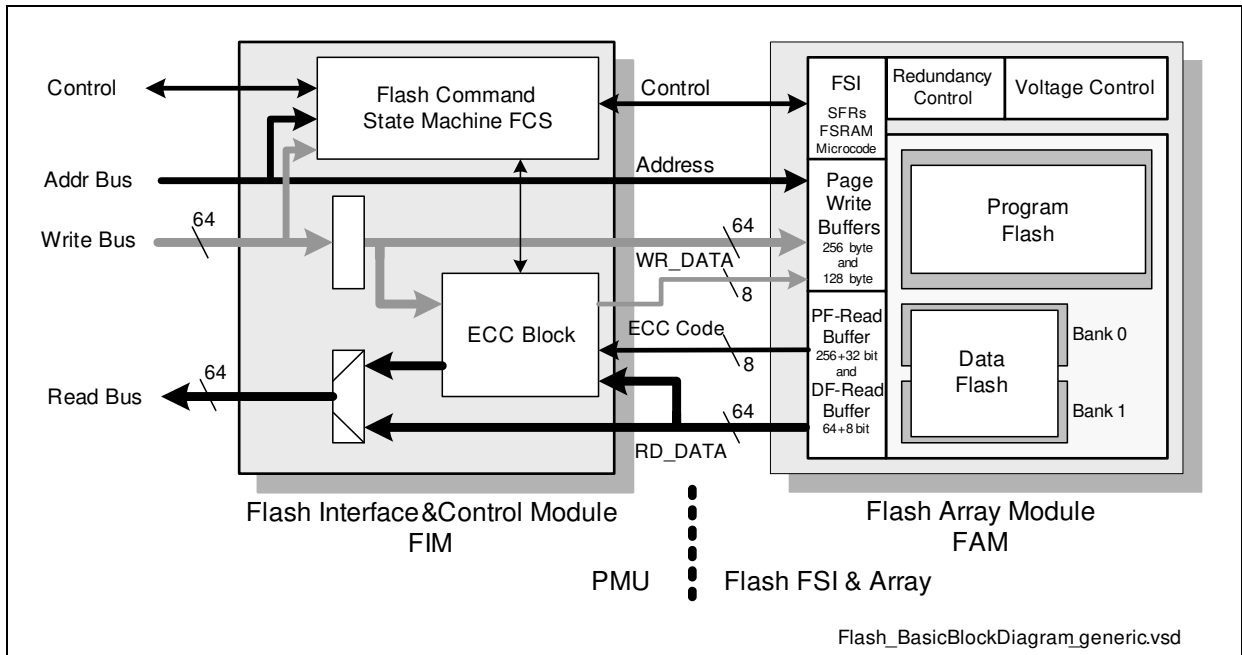 Control
Addr Bus
64
Write Bus
64
Read Bus
Flash Command
State Machine FCS
ECC Block
Flash Interface&Control Module
FIM
Control
Address
64
WR_DATA
8
ECC Code
8
64
RD_DATA
FSI
SFRs
FSRAM
Microcode
Redundancy
Control
Voltage Control
Page
Write
Buffers
256 byte
and
128 byte
PF-Read
Buffer
256+32 bit
and
DF-Read
Buffer
64+8 bit
Program
Flash
Data
Flash
Bank 0
Bank 1
Flash Array Module
FAM
PMU
Flash FSI & Array
Flash_BasicBlockDiagram_generic.vsd